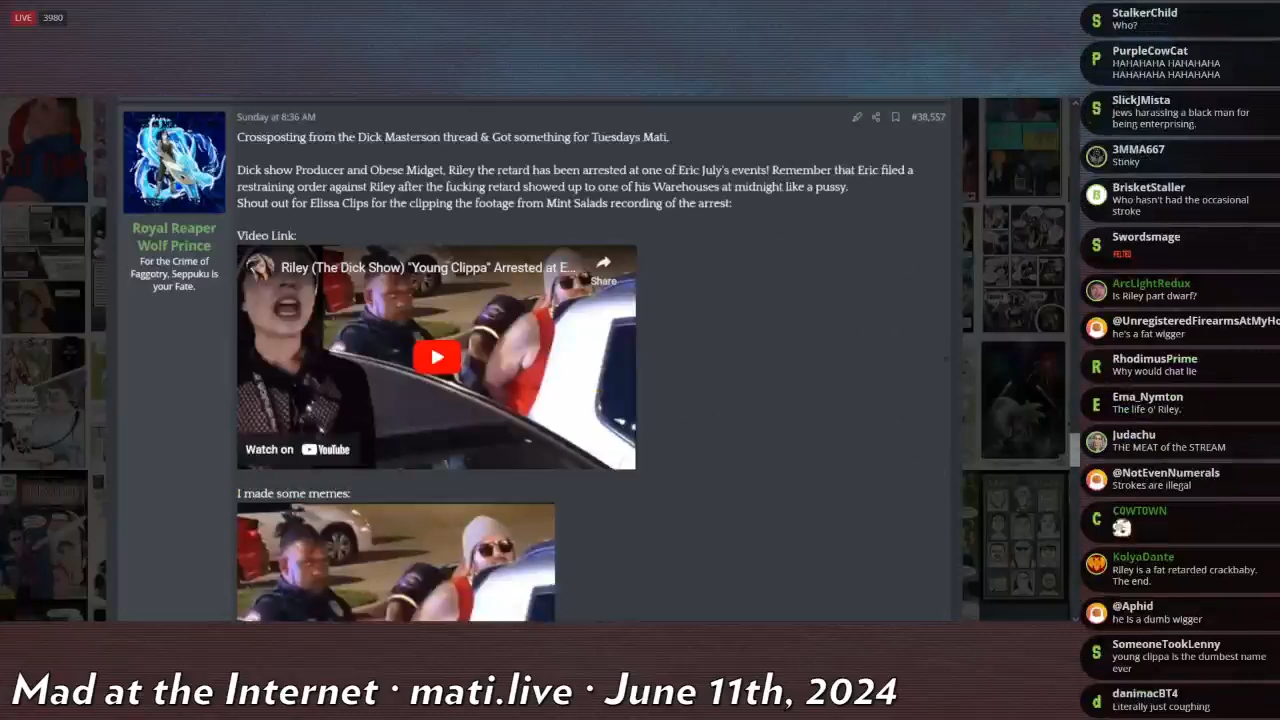 LIVE 3980
Sunday at 8:36 AM
#38,557
Crossposting from the Dick Masterson thread & Got something for Tuesdays Mati.
Dick show Producer and Obese Midget, Riley the retard has been arrested at one of Eric July's events! Remember that Eric filed a
restraining order against Riley after the fucking retard showed up to one of his Warehouses at midnight like a pussy.
Shout out for Elissa Clips for the clipping the footage from Mint Salads recording of the arrest:
Royal Reaper
Wolf Prince
For the Crime of
Faggotry, Seppuku is
your Fate.
Video Link:
Riley (The Dick Show) "Young Clippa" Arrested at E...
Share
Watch on YouTube
I made some memes:
StalkerChild
Who?
PurpleCowCat
HAHAHAHA HAHAHAHA
HAHAHAHA HAHAHAHA
SlickJMista
Jews harassing a black man for
being enterprising.
3MMA667
Stinky
BrisketStaller
Who hasn't had the occasional
stroke
Swordsmage
ArcLightRedux
Is Riley part dwarf?
@UnregisteredFirearmsAtMyHo
he's a fat wigger
RhodimusPrime
Why would chat lie
Ema_Nymton
The life o' Riley.
Judachu
THE MEAT of the STREAM
@NotEvenNumerals
Strokes are illegal
C0WT0WN
KolyaDante
Riley is a fat retarded crackbaby.
The end.
@Aphid
he is a dumb wigger
SomeoneTookLenny
young clippa is the dumbest name
ever
danimacBT4
Literally just coughing
Mad at the Internet · mati.live · June 11th, 2024